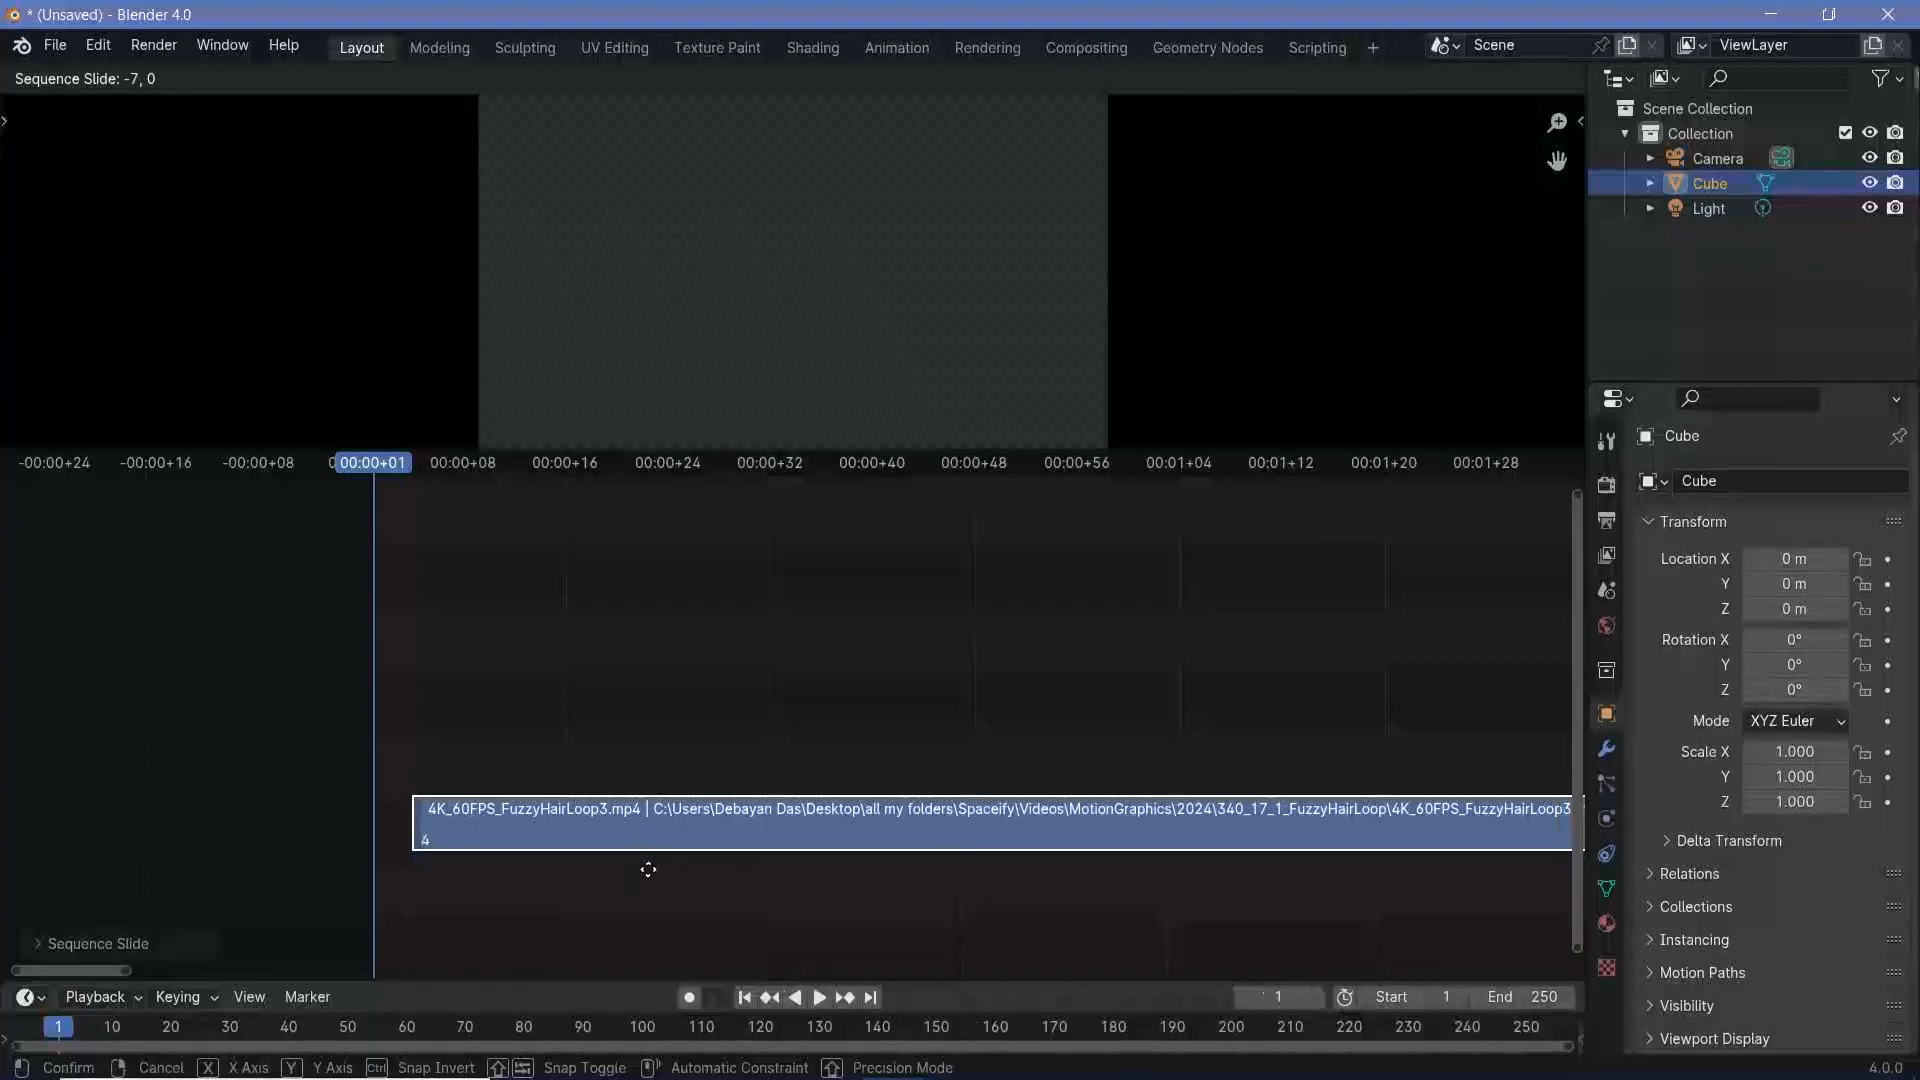 * (Unsaved) - Blender 4.0
File Edit Render Window Help Layout Modeling Sculpting UV Editing Texture Paint Shading Animation Rendering Compositing Geometry Nodes Scripting + Scene ViewLayer
Sequence Slide: -7, 0
Scene Collection
Collection
Camera
Cube
Light
-00:00+24 -00:00+16 -00:00+08 00:00+01 00:00+08 00:00+16 00:00+24 00:00+32 00:00+40 00:00+48 00:00+56 00:01+04 00:01+12 00:01+20 00:01+28
4K_60FPS_FuzzyHairLoop3.mp4 | C:\Users\Debayan Das\Desktop\all my folders\Spaceify\Videos\MotionGraphics\2024\340_17_1_FuzzyHairLoop\4K_60FPS_FuzzyHairLoop3
4
Sequence Slide
Cube
Cube
Transform
Location X 0 m
Y 0 m
Z 0 m
Rotation X 0°
Y 0°
Z 0°
Mode XYZ Euler
Scale X 1.000
Y 1.000
Z 1.000
Delta Transform
Relations
Collections
Instancing
Motion Paths
Visibility
Viewport Display
Playback Keying View Marker 1 Start 1 End 250
1 10 20 30 40 50 60 70 80 90 100 110 120 130 140 150 160 170 180 190 200 210 220 230 240 250
Confirm Cancel X X Axis Y Y Axis Ctrl Snap Invert Snap Toggle Automatic Constraint Precision Mode 4.0.0